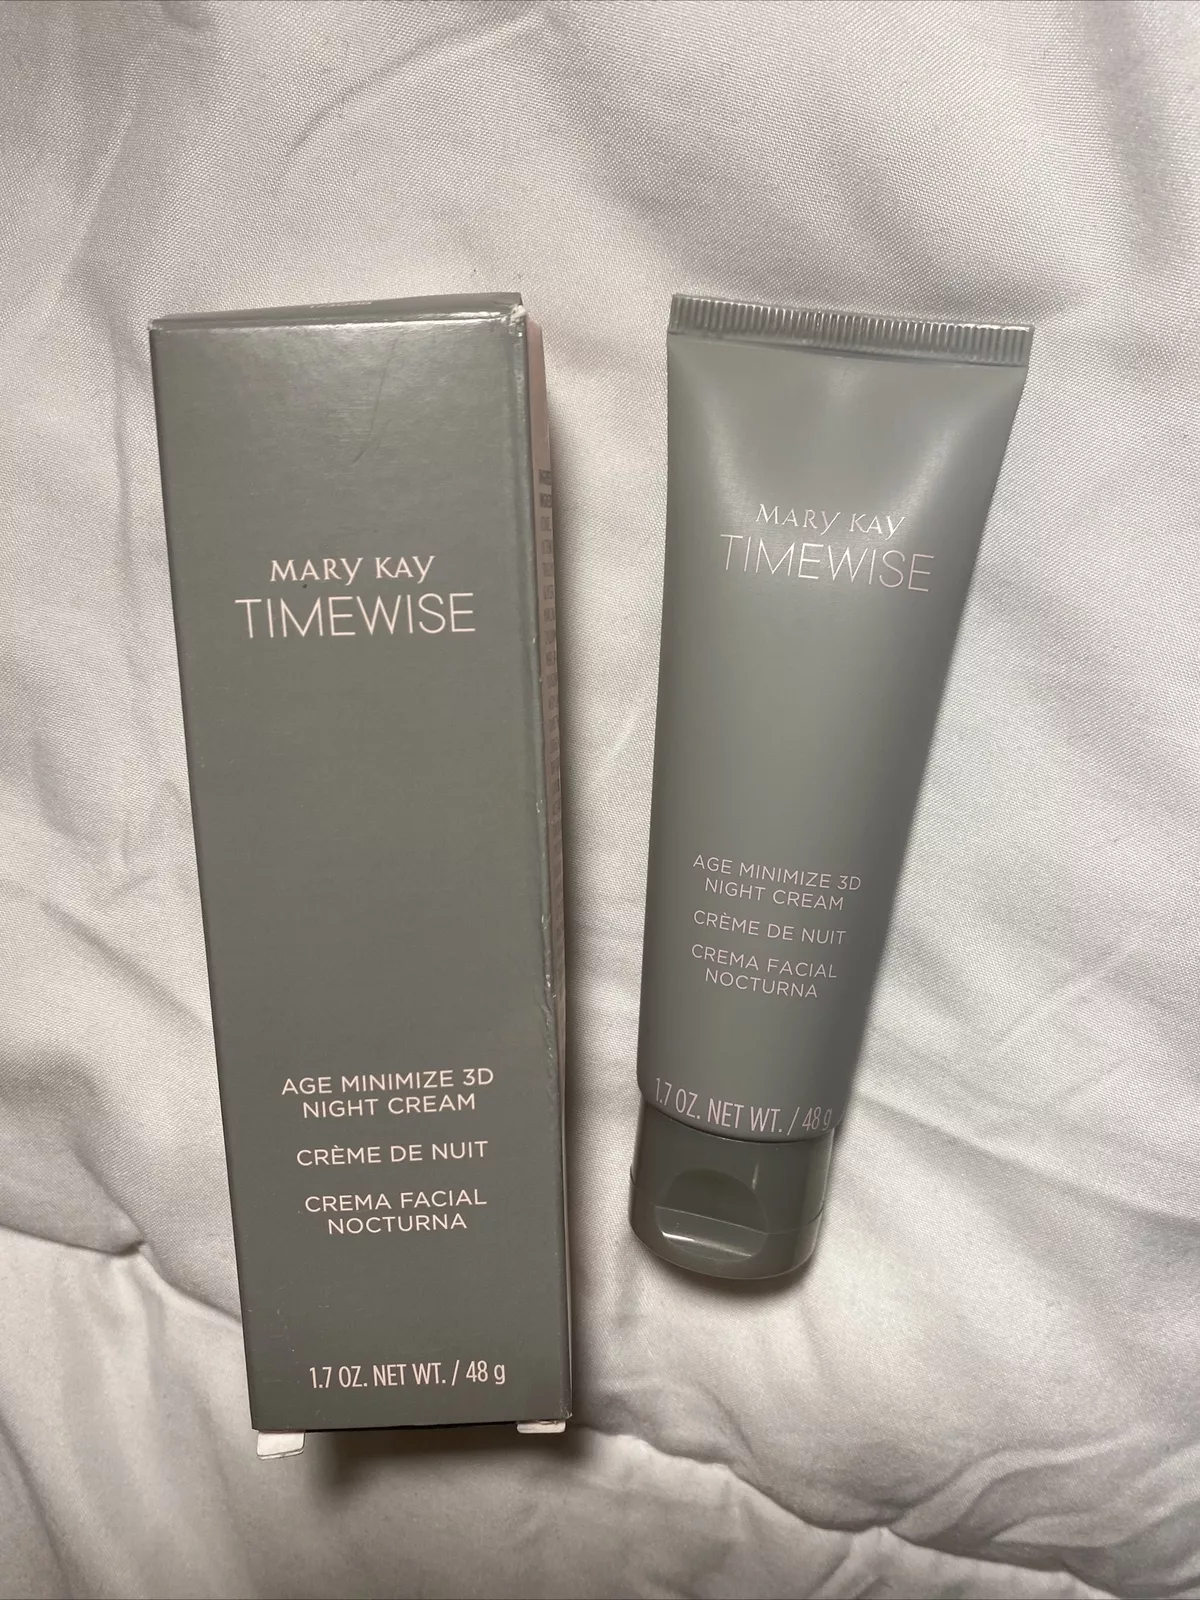 MARY KAY
TIMEWISE
AGE MINIMIZE 3D
NIGHT CREAM
CRÈME DE NUIT
CREMA FACIAL
NOCTURNA
1.7 OZ. NET WT. / 48 g
MARY KAY
TIMEWISE
AGE MINIMIZE 3D
NIGHT CREAM
CRÈME DE NUIT
CREMA FACIAL
NOCTURNA
1.7 OZ. NET WT. / 48 g